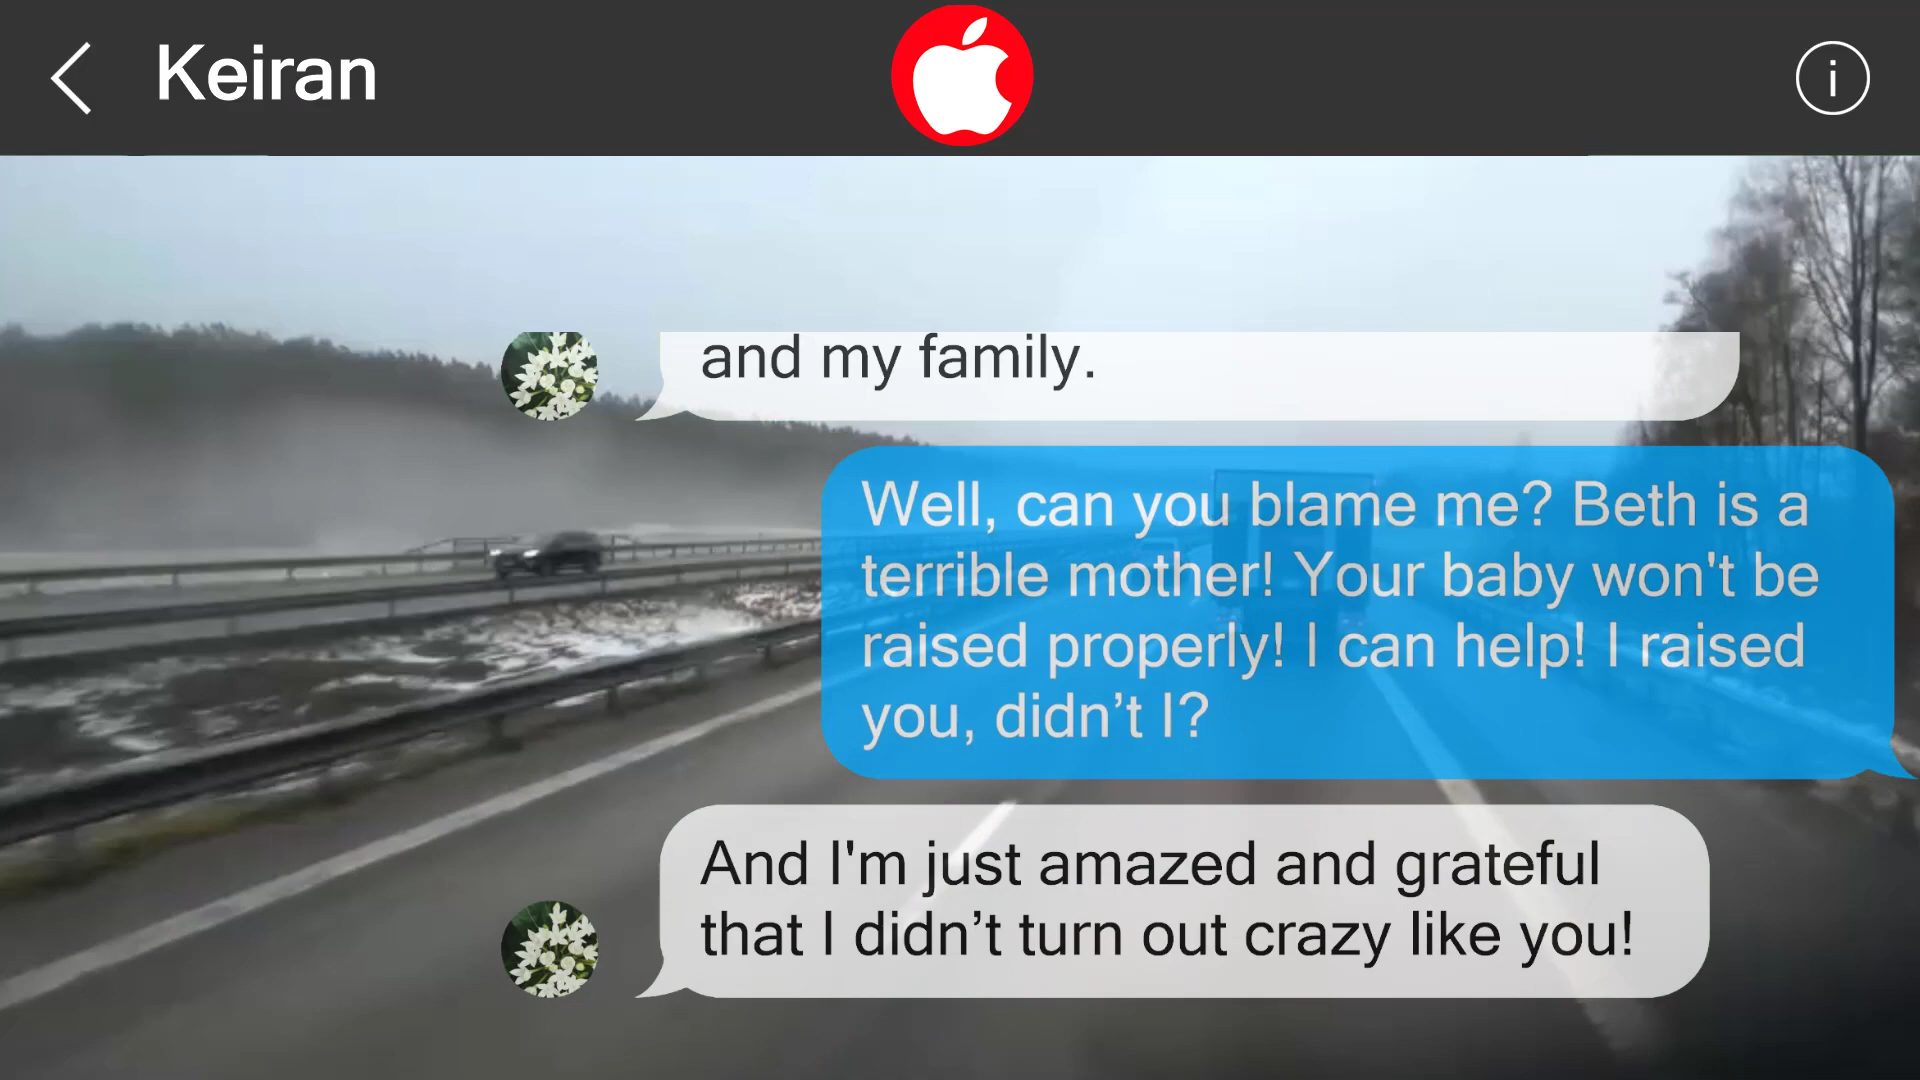 Keiran
i
and my family.
Well, can you blame me? Beth is a
terrible mother! Your baby won't be
raised properly! I can help! I raised
you, didn’t I?
And I'm just amazed and grateful
that I didn’t turn out crazy like you!